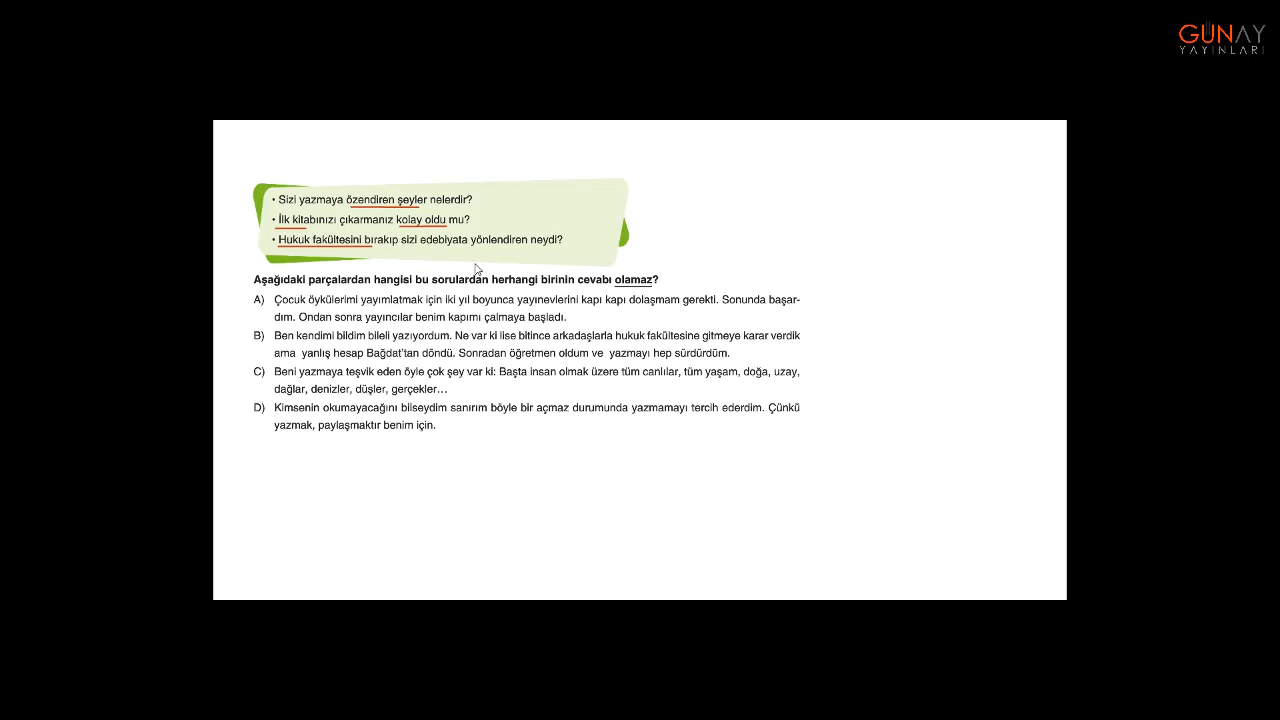 GÜNAY
YAYINLARI
• Sizi yazmaya özendiren şeyler nelerdir?
• İlk kitabınızı çıkarmanız kolay oldu mu?
• Hukuk fakültesini bırakıp sizi edebiyata yönlendiren neydi?
Aşağıdaki parçalardan hangisi bu sorulardan herhangi birinin cevabı olamaz?
A) Çocuk öykülerimi yayımlatmak için iki yıl boyunca yayınevlerini kapı kapı dolaşmam gerekti. Sonunda başar-
dım. Ondan sonra yayıncılar benim kapımı çalmaya başladı.
B) Ben kendimi bildim bileli yazıyordum. Ne var ki lise bitince arkadaşlarla hukuk fakültesine gitmeye karar verdik
ama yanlış hesap Bağdat'tan döndü. Sonradan öğretmen oldum ve yazmayı hep sürdürdüm.
C) Beni yazmaya teşvik eden öyle çok şey var ki: Başta insan olmak üzere tüm canlılar, tüm yaşam, doğa, uzay,
dağlar, denizler, düşler, gerçekler…
D) Kimsenin okumayacağını bilseydim sanırım böyle bir açmaz durumunda yazmamayı tercih ederdim. Çünkü
yazmak, paylaşmaktır benim için.